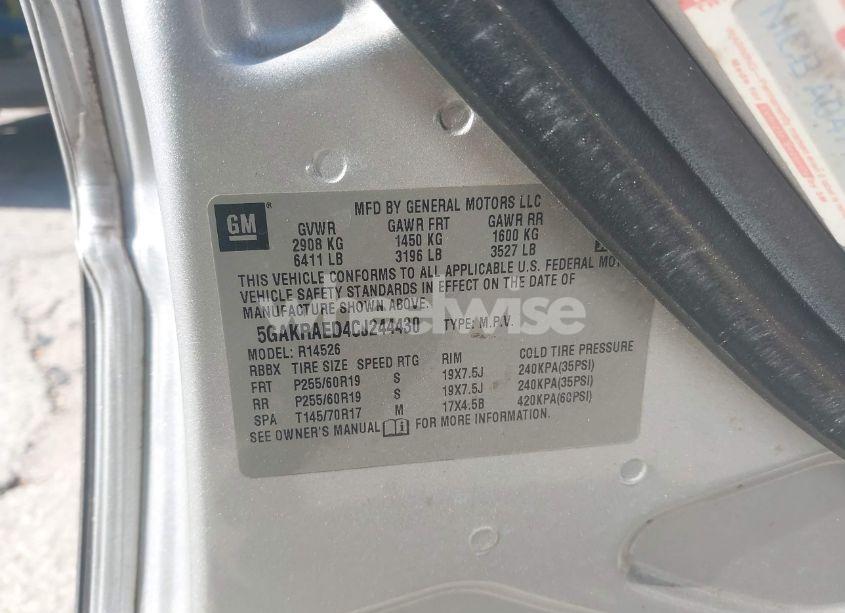 GM
MFD BY GENERAL MOTORS LLC
GVWR GAWR FRT GAWR RR
2908 KG 1450 KG 1600 KG
6411 LB 3196 LB 3527 LB
THIS VEHICLE CONFORMS TO ALL APPLICABLE U.S. FEDERAL MOT
VEHICLE SAFETY STANDARDS IN EFFECT ON THE DATE OF
MANUFACTURE SHOWN ABOVE.
5GAKRAED4CJ244430 TYPE: M.P.V.
MODEL: R14526
RBBX TIRE SIZE SPEED RTG RIM COLD TIRE PRESSURE
FRT P255/60R19 S 19X7.5J 240KPA(35PSI)
RR P255/60R19 S 19X7.5J 240KPA(35PSI)
SPA T145/70R17 M 17X4.5B 420KPA(60PSI)
SEE OWNER'S MANUAL FOR MORE INFORMATION.
wheelwise